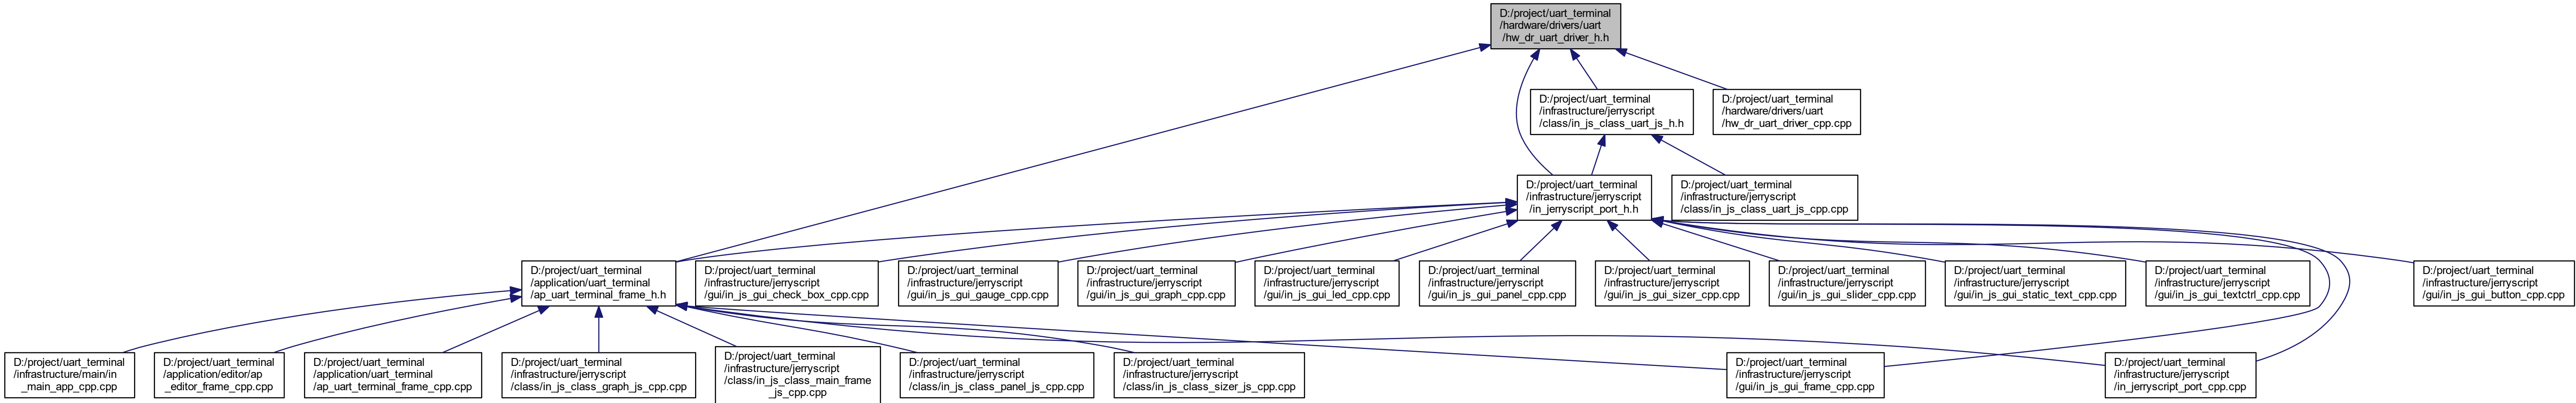 D:/project/uart_terminal
/hardware/drivers/uart
/hw_dr_uart_driver_h.h
D:/project/uart_terminal
/infrastructure/jerryscript
/class/in_js_class_uart_js_h.h
D:/project/uart_terminal
/hardware/drivers/uart
/hw_dr_uart_driver_cpp.cpp
D:/project/uart_terminal
/infrastructure/jerryscript
/in_jerryscript_port_h.h
D:/project/uart_terminal
/infrastructure/jerryscript
/class/in_js_class_uart_js_cpp.cpp
D:/project/uart_terminal
/application/uart_terminal
/ap_uart_terminal_frame_h.h
D:/project/uart_terminal
/infrastructure/jerryscript
/gui/in_js_gui_check_box_cpp.cpp
D:/project/uart_terminal
/infrastructure/jerryscript
/gui/in_js_gui_gauge_cpp.cpp
D:/project/uart_terminal
/infrastructure/jerryscript
/gui/in_js_gui_graph_cpp.cpp
D:/project/uart_terminal
/infrastructure/jerryscript
/gui/in_js_gui_led_cpp.cpp
D:/project/uart_terminal
/infrastructure/jerryscript
/gui/in_js_gui_panel_cpp.cpp
D:/project/uart_terminal
/infrastructure/jerryscript
/gui/in_js_gui_sizer_cpp.cpp
D:/project/uart_terminal
/infrastructure/jerryscript
/gui/in_js_gui_slider_cpp.cpp
D:/project/uart_terminal
/infrastructure/jerryscript
/gui/in_js_gui_static_text_cpp.cpp
D:/project/uart_terminal
/infrastructure/jerryscript
/gui/in_js_gui_textctrl_cpp.cpp
D:/project/uart_terminal
/infrastructure/jerryscript
/gui/in_js_gui_button_cpp.cpp
D:/project/uart_terminal
/infrastructure/main/in
_main_app_cpp.cpp
D:/project/uart_terminal
/application/editor/ap
_editor_frame_cpp.cpp
D:/project/uart_terminal
/application/uart_terminal
/ap_uart_terminal_frame_cpp.cpp
D:/project/uart_terminal
/infrastructure/jerryscript
/class/in_js_class_graph_js_cpp.cpp
D:/project/uart_terminal
/infrastructure/jerryscript
/class/in_js_class_main_frame
_js_cpp.cpp
D:/project/uart_terminal
/infrastructure/jerryscript
/class/in_js_class_panel_js_cpp.cpp
D:/project/uart_terminal
/infrastructure/jerryscript
/class/in_js_class_sizer_js_cpp.cpp
D:/project/uart_terminal
/infrastructure/jerryscript
/gui/in_js_gui_frame_cpp.cpp
D:/project/uart_terminal
/infrastructure/jerryscript
/in_jerryscript_port_cpp.cpp